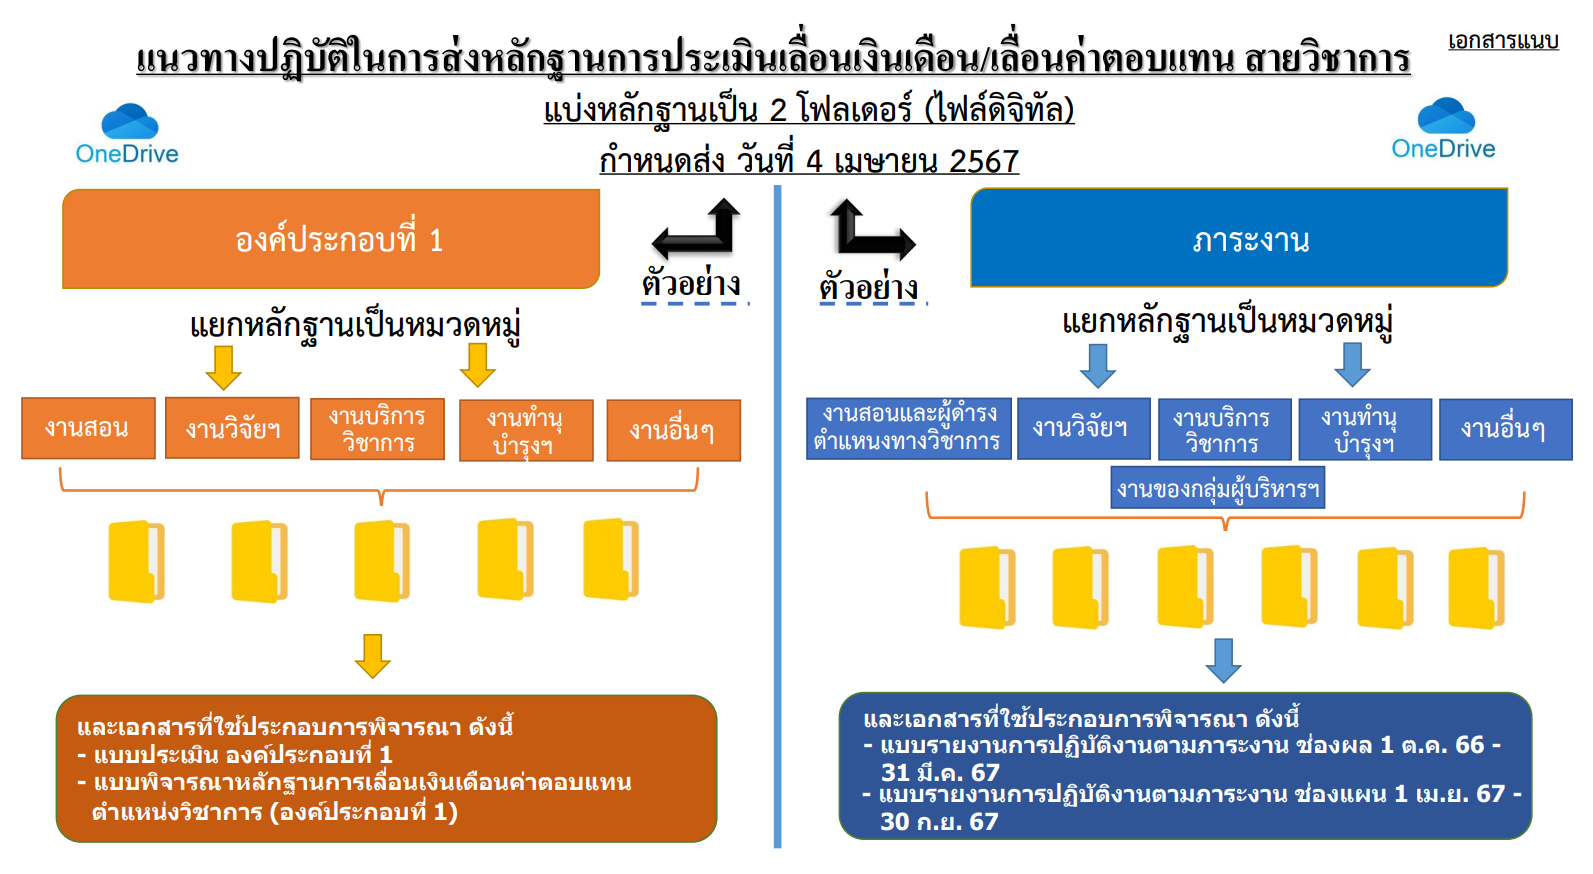 เอกสารแนบ
แนวทางปฏิบัติในการส่งหลักฐานการประเมินเลื่อนเงินเดือน/เลื่อนค่าตอบแทน สายวิชาการ
แบ่งหลักฐานเป็น 2 โฟลเดอร์ (ไฟล์ดิจิทัล)
กำหนดส่ง วันที่ 4 เมษายน 2567
OneDrive
OneDrive
องค์ประกอบที่ 1
ตัวอย่าง
แยกหลักฐานเป็นหมวดหมู่
งานสอน
งานวิจัยฯ
งานบริการ
วิชาการ
งานทำนุ
บำรุงฯ
งานอื่นๆ
และเอกสารที่ใช้ประกอบการพิจารณา ดังนี้
- แบบประเมิน องค์ประกอบที่ 1
- แบบพิจารณาหลักฐานการเลื่อนเงินเดือนค่าตอบแทน
ตำแหน่งวิชาการ (องค์ประกอบที่ 1)
ภาระงาน
ตัวอย่าง
แยกหลักฐานเป็นหมวดหมู่
งานสอนและผู้ดำรง
ตำแหนงทางวิชาการ
งานวิจัยฯ
งานบริการ
วิชาการ
งานทำนุ
บำรุงฯ
งานอื่นๆ
งานของกลุ่มผู้บริหารฯ
และเอกสารที่ใช้ประกอบการพิจารณา ดังนี้
- แบบรายงานการปฏิบัติงานตามภาระงาน ช่องผล 1 ต.ค. 66 -
31 มี.ค. 67
- แบบรายงานการปฏิบัติงานตามภาระงาน ช่องแผน 1 เม.ย. 67 -
30 ก.ย. 67